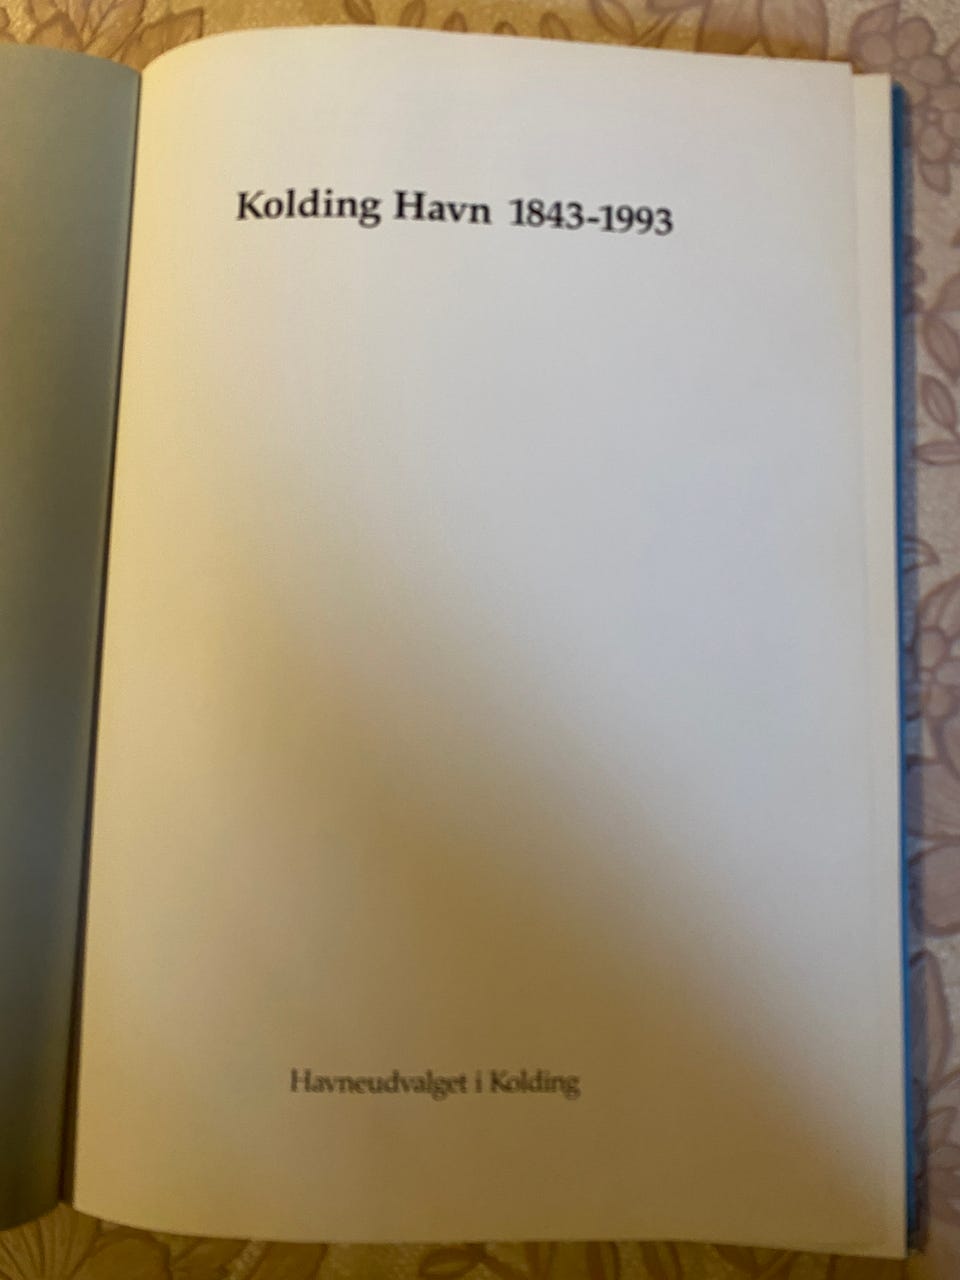 Kolding Havn 1843-1993
Havneudvalget i Kolding